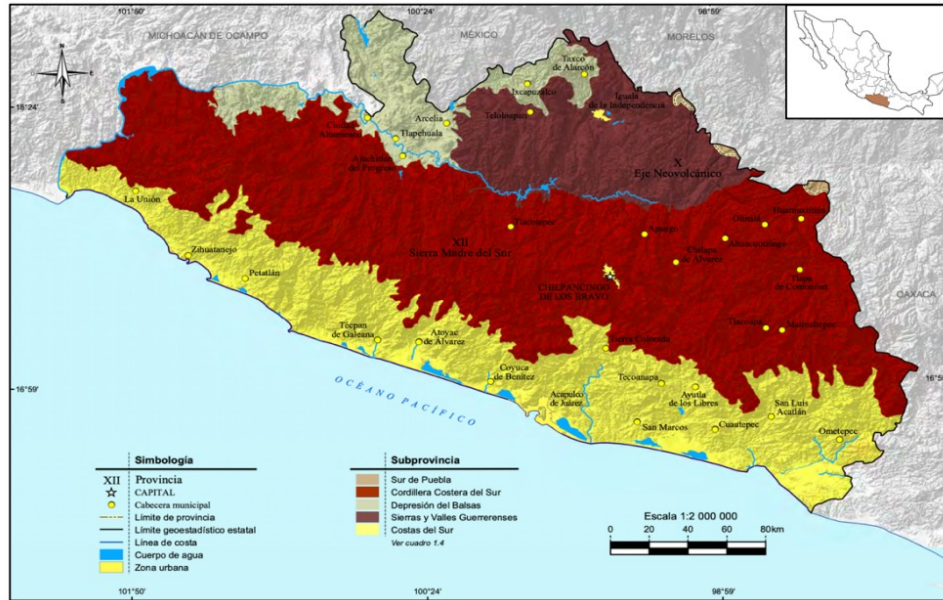 101°50'
100°24'
98°59'
MICHOACÁN DE OCAMPO
MÉXICO
MORELOS
N
E
18°24'
Taxco
de Alarcón
Ixcapuzalco
Iguala
de la Independencia
Teloloapan
Arcelia
Ciudad
Altamirano
Tlapehuala
Ajuchitlán
del Progreso
X
Eje Neovolcánico
La Unión
Tlacotepec
XII
Sierra Madre del Sur
Apango
Olinalá
Huamuxtitlán
Ahuacuotzingo
Chilapa
de Álvarez
Zihuatanejo
Petatlán
CHILPANCINGO
DE LOS BRAVO
Tlapa
de Comonfort
OAXACA
Tlacoapa
Malinaltepec
Técpan
de Galeana
Atoyac
de Álvarez
Tierra Colorada
16°59'
Coyuca
de Benítez
Tecoanapa
Ayutla
de los Libres
Acapulco
de Juárez
San Luis
Acatlán
San Marcos
Cuautepec
Ometepec
OCÉANO PACÍFICO
Simbología
XII Provincia
CAPITAL
Cabecera municipal
Límite de provincia
Límite geoestadístico estatal
Línea de costa
Cuerpo de agua
Zona urbana
Subprovincia
Sur de Puebla
Cordillera Costera del Sur
Depresión del Balsas
Sierras y Valles Guerrerenses
Costas del Sur
Ver cuadro 1.4
Escala 1:2 000 000
0 20 40 60 80km
101°50'
100°24'
98°59'